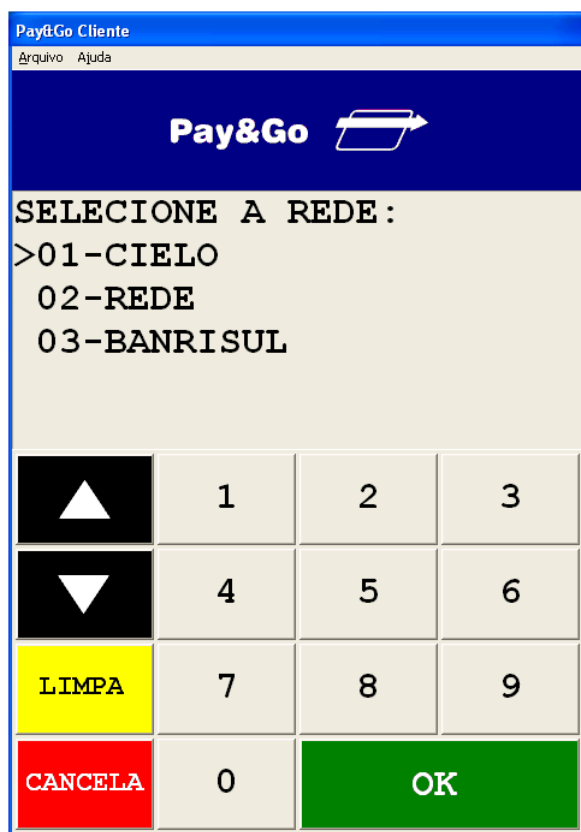 Pay&Go Cliente
Arquivo Ajuda
Pay&Go
SELECIONE A REDE:
>01-CIELO
02-REDE
03-BANRISUL
1 2 3
4 5 6
LIMPA 7 8 9
CANCELA 0 OK